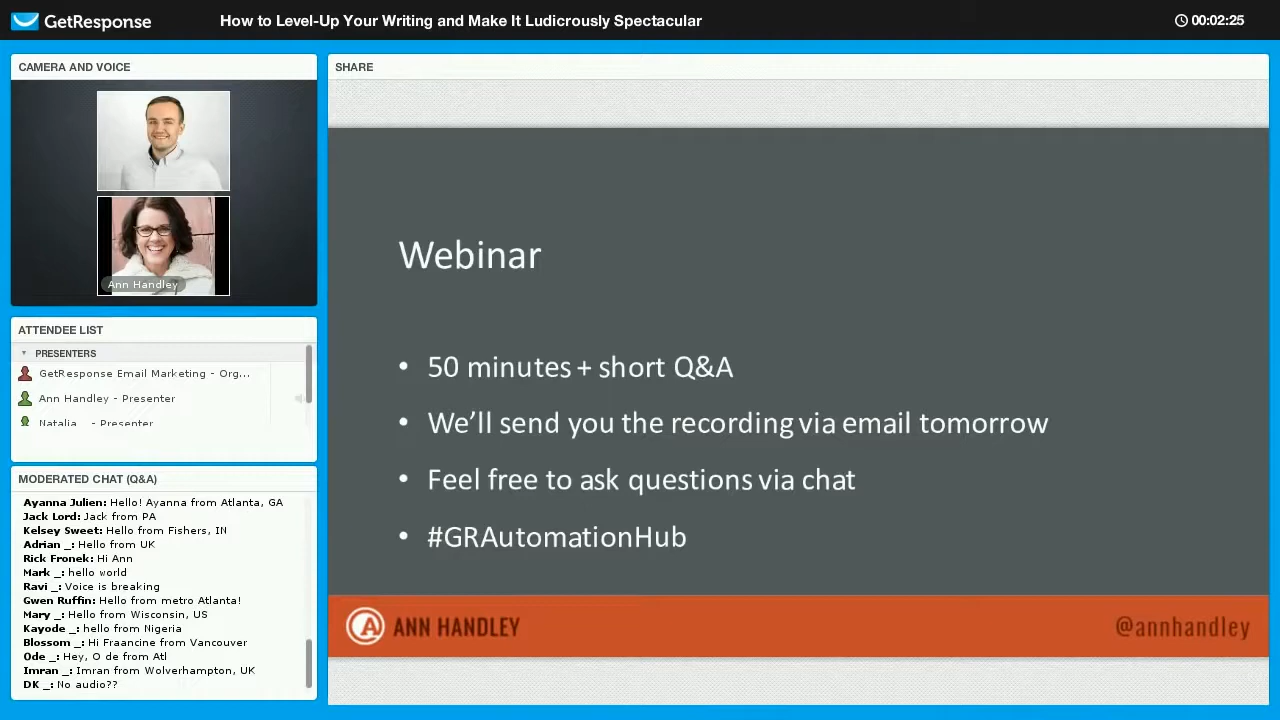 GetResponse
How to Level-Up Your Writing and Make It Ludicrously Spectacular
00:02:25
CAMERA AND VOICE
Ann Handley
ATTENDEE LIST
PRESENTERS
GetResponse Email Marketing - Org...
Ann Handley - Presenter
Natalia _ - Presenter
MODERATED CHAT (Q&A)
Ayanna Julien: Hello! Ayanna from Atlanta, GA
Jack Lord: Jack from PA
Kelsey Sweet: Hello from Fishers, IN
Adrian _: Hello from UK
Rick Fronek: Hi Ann
Mark _: hello world
Ravi _: Voice is breaking
Gwen Ruffin: Hello from metro Atlanta!
Mary _: Hello from Wisconsin, US
Kayode _: hello from Nigeria
Blossom _: Hi Fraancine from Vancouver
Ode _: Hey, O de from Atl
Imran _: Imran from Wolverhampton, UK
DK _: No audio??
SHARE
Webinar
• 50 minutes + short Q&A
• We'll send you the recording via email tomorrow
• Feel free to ask questions via chat
• #GRAutomationHub
ANN HANDLEY
@annhandley